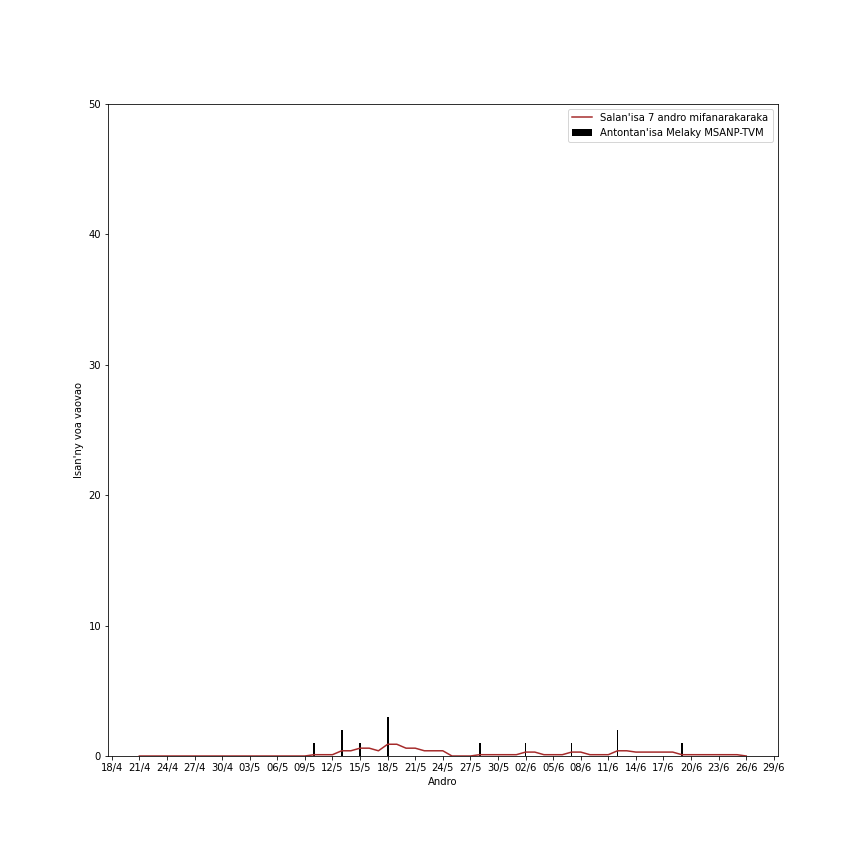 50
40
30
20
10
0
Isan'ny voa vaovao
Salan'isa 7 andro mifanarakaraka
Antontan'isa Melaky MSANP-TVM
18/4 21/4 24/4 27/4 30/4 03/5 06/5 09/5 12/5 15/5 18/5 21/5 24/5 27/5 30/5 02/6 05/6 08/6 11/6 14/6 17/6 20/6 23/6 26/6 29/6
Andro